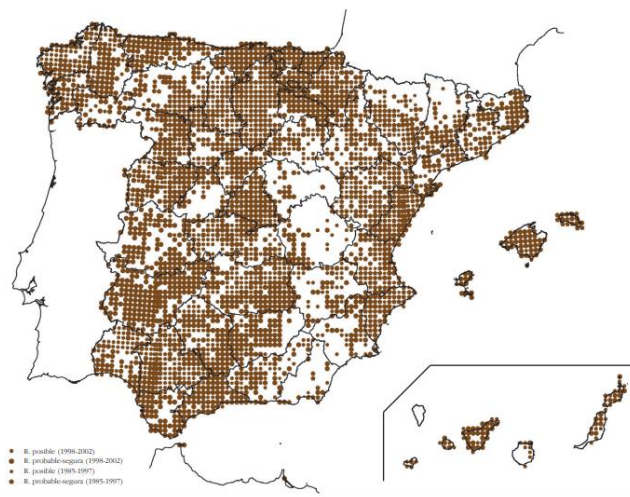 R. posible (1998-2002)
R. probable-segura (1998-2002)
R. posible (1985-1997)
R. probable-segura (1985-1997)